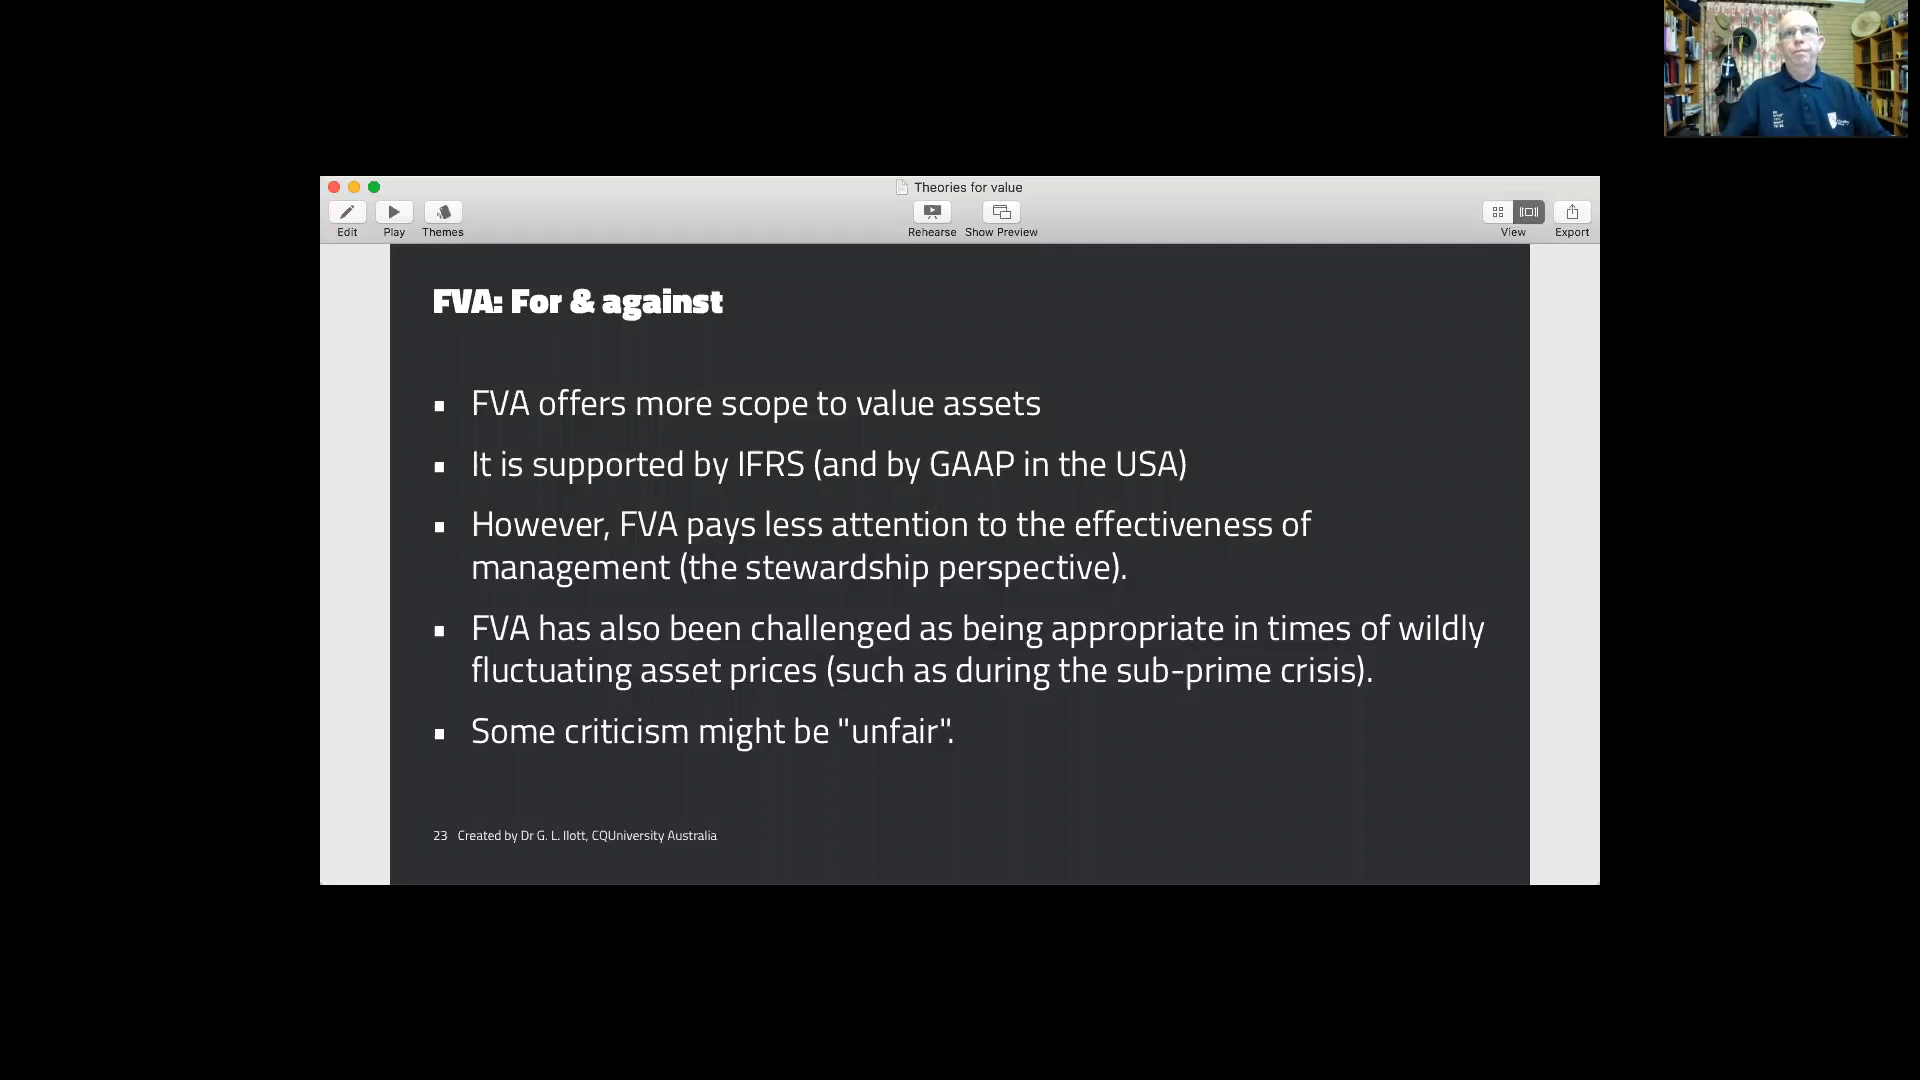 Theories for value
Edit Play Themes Rehearse Show Preview View Export
FVA: For & against
▪ FVA offers more scope to value assets
▪ It is supported by IFRS (and by GAAP in the USA)
▪ However, FVA pays less attention to the effectiveness of
management (the stewardship perspective).
▪ FVA has also been challenged as being appropriate in times of wildly
fluctuating asset prices (such as during the sub-prime crisis).
▪ Some criticism might be "unfair".
23 Created by Dr G. L. Ilott, CQUniversity Australia